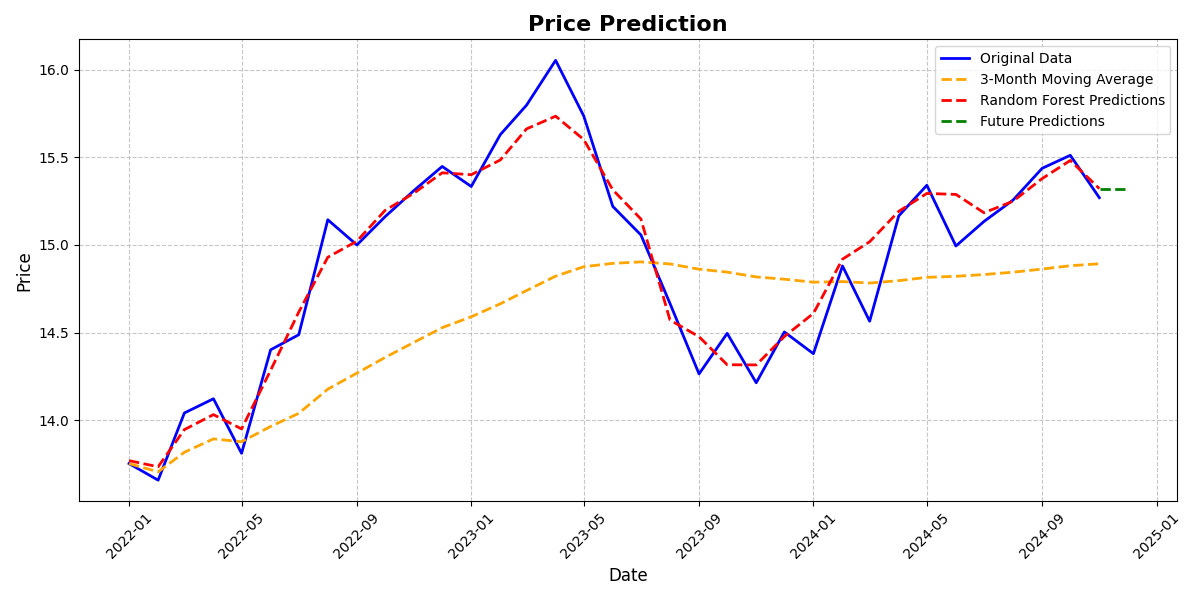 Price Prediction
Original Data
3-Month Moving Average
Random Forest Predictions
Future Predictions
Price
16.0
15.5
15.0
14.5
14.0
2022-01
2022-05
2022-09
2023-01
2023-05
2023-09
2024-01
2024-05
2024-09
2025-01
Date